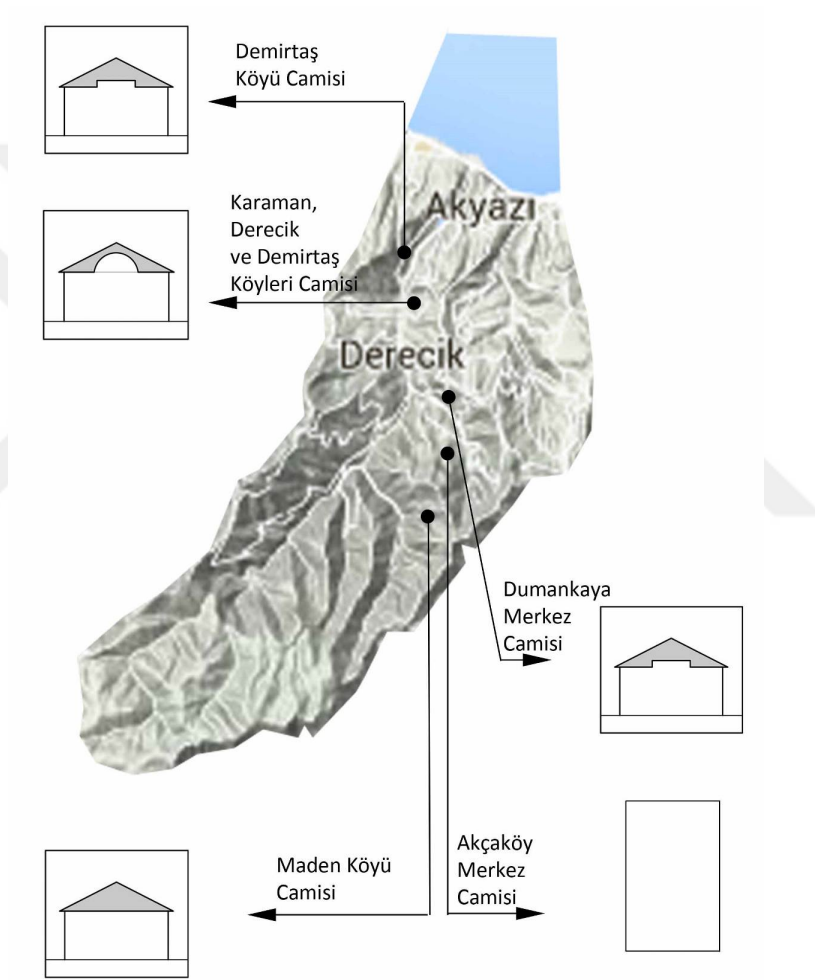 Demirtaş
Köyü Camisi
Karaman,
Derecik
ve Demirtaş
Köyleri Camisi
Akyazı
Derecik
Dumankaya
Merkez
Camisi
Maden Köyü
Camisi
Akçaköy
Merkez
Camisi